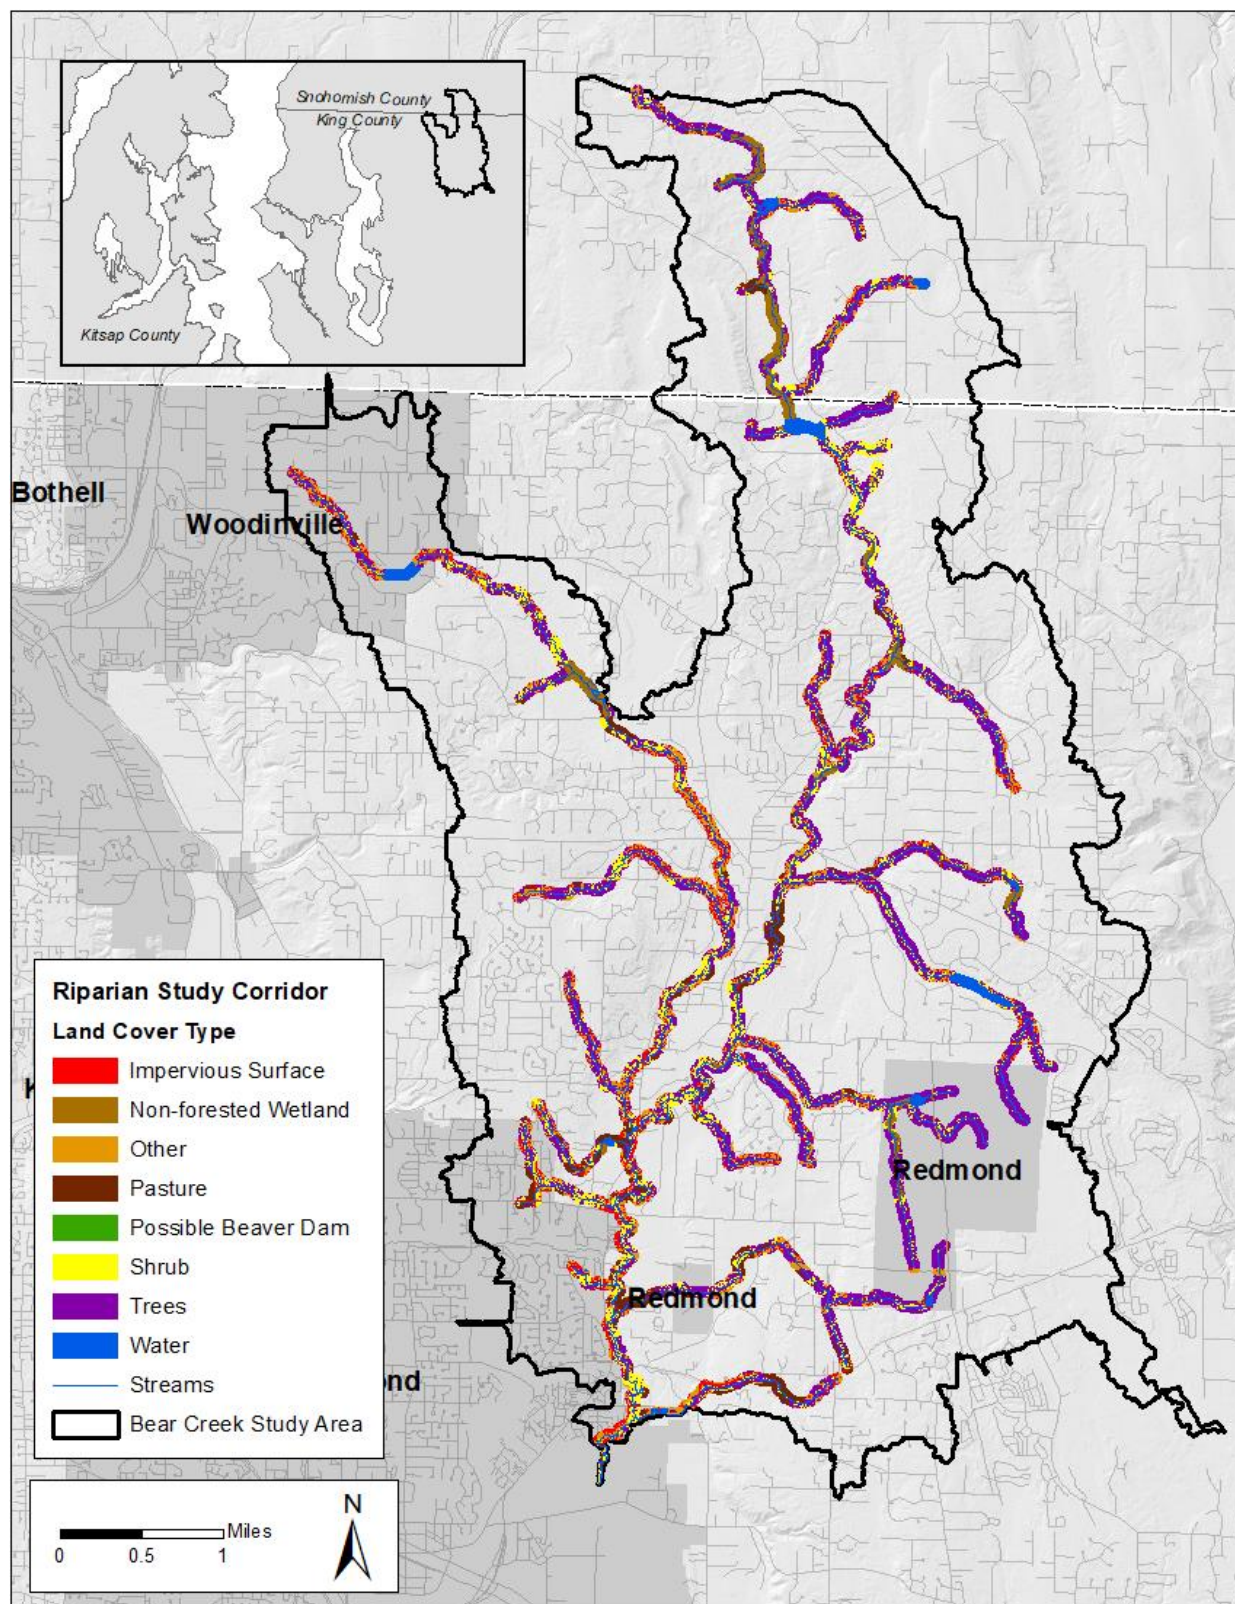 Snohomish County
King County
Kitsap County
Bothell
Woodinville
Riparian Study Corridor
Land Cover Type
Impervious Surface
Non-forested Wetland
Other
Pasture
Possible Beaver Dam
Shrub
Trees
Water
Streams
Bear Creek Study Area
K
Redmond
Redmond
ond
N
Miles
0 0.5 1